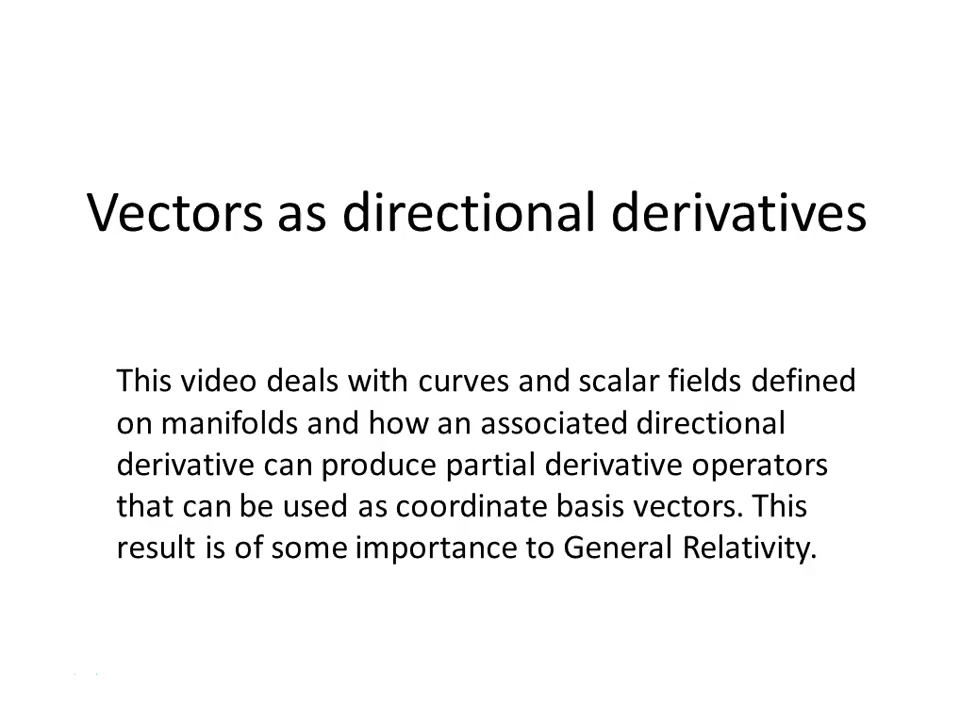 Vectors as directional derivatives
This video deals with curves and scalar fields defined
on manifolds and how an associated directional
derivative can produce partial derivative operators
that can be used as coordinate basis vectors. This
result is of some importance to General Relativity.